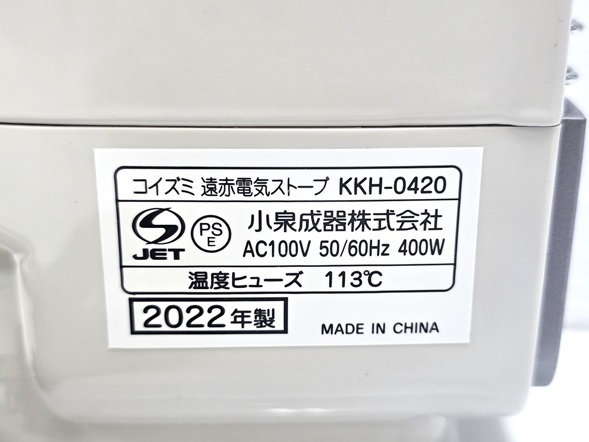 コイズミ 遠赤電気ストーブ KKH-0420
小泉成器株式会社
JET
PS
E
AC100V 50/60Hz 400W
温度ヒューズ 113℃
2022年製
MADE IN CHINA